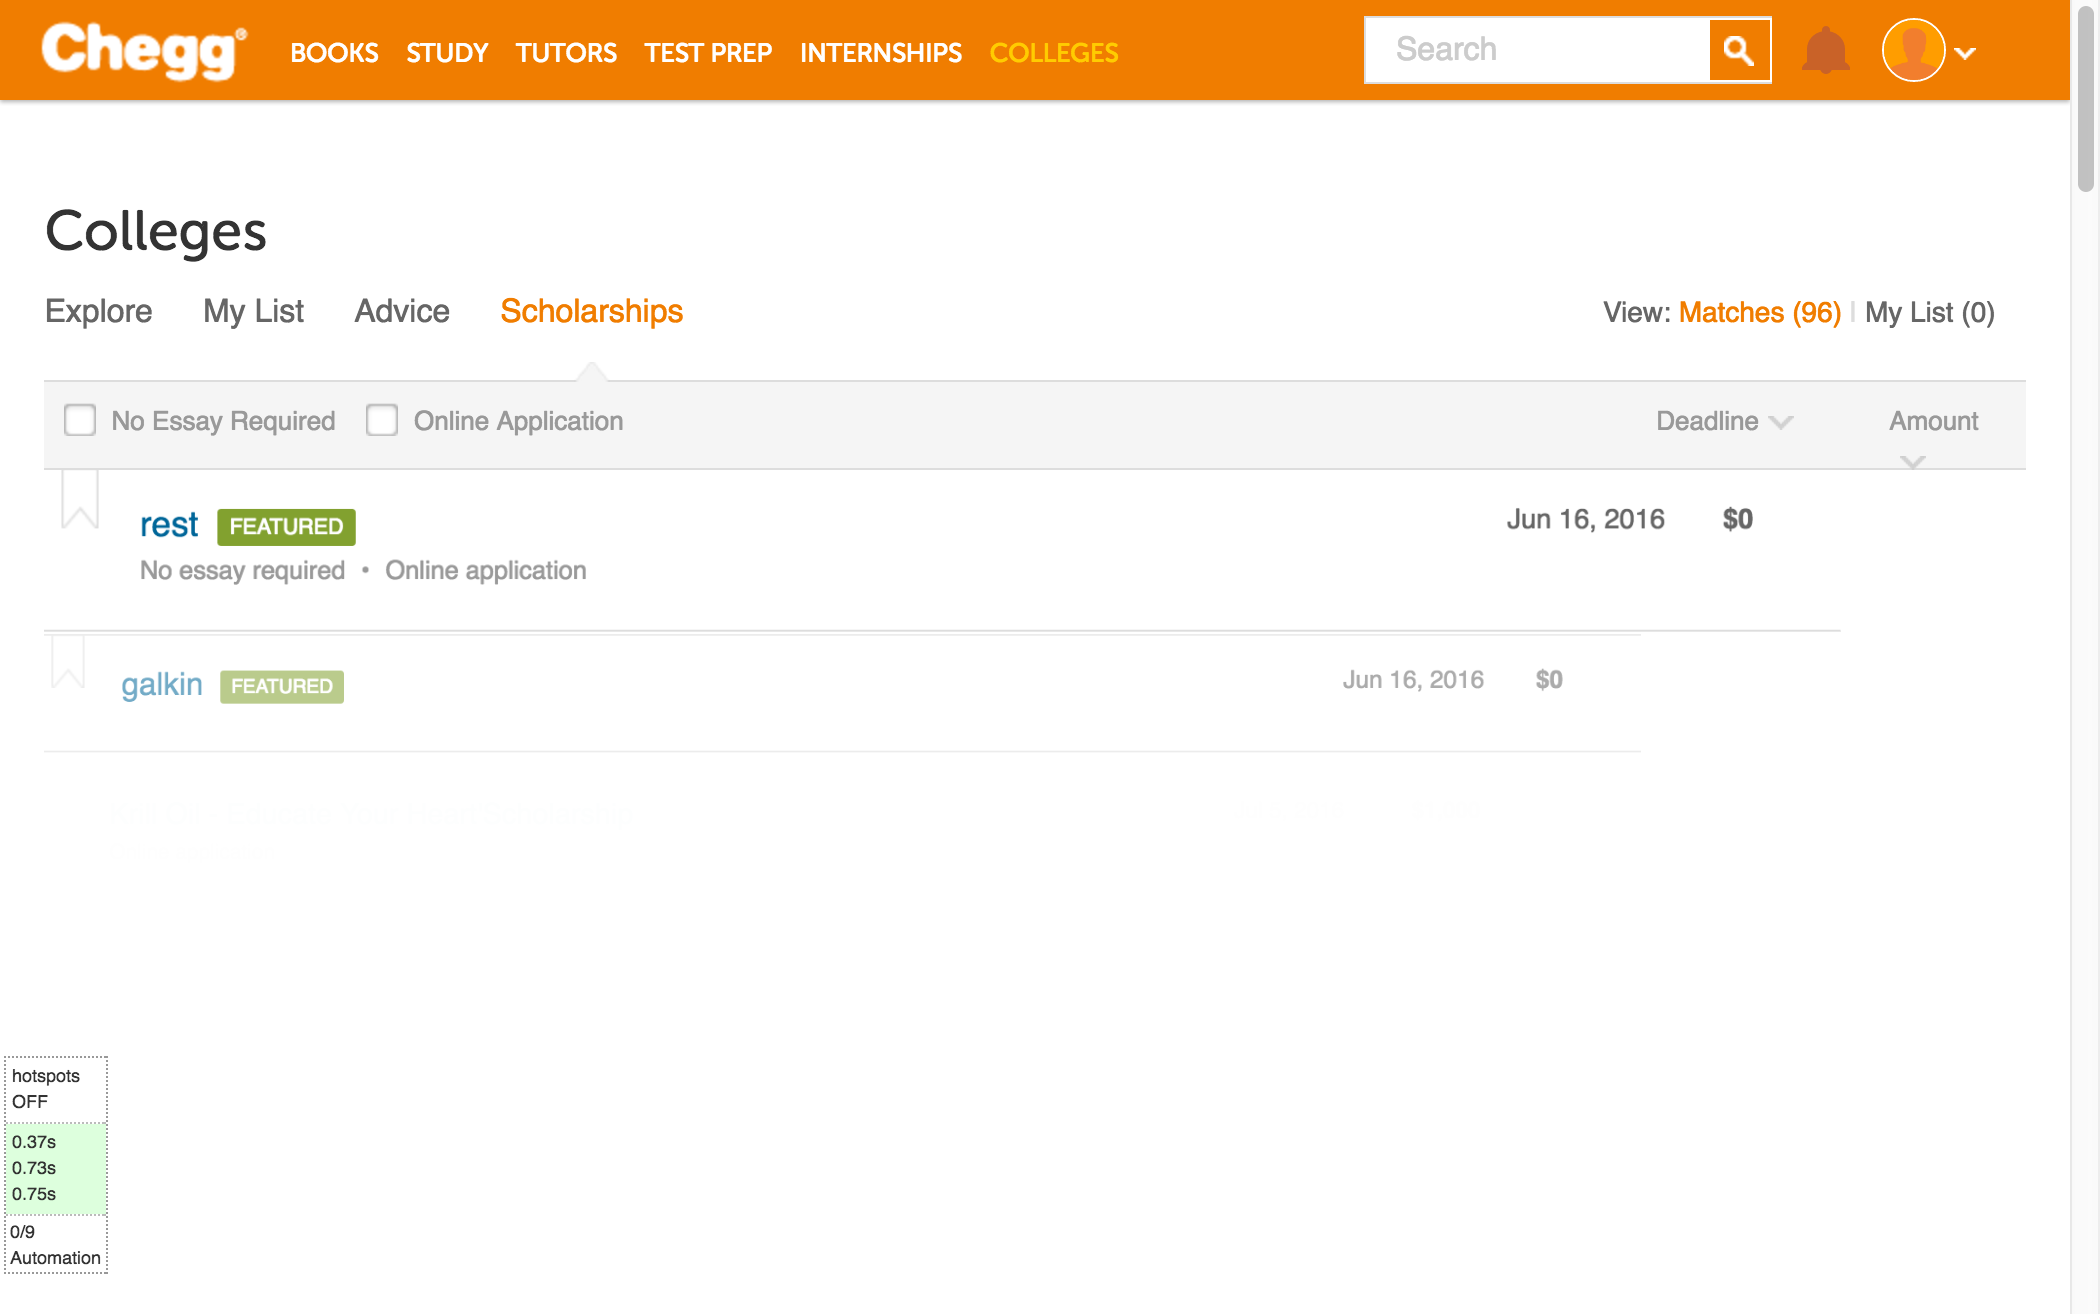 Chegg® BOOKS STUDY TUTORS TEST PREP INTERNSHIPS COLLEGES Search
Colleges
Explore My List Advice Scholarships View: Matches (96) My List (0)
No Essay Required Online Application Deadline Amount
rest FEATURED Jun 16, 2016 $0
No essay required • Online application
galkin FEATURED Jun 16, 2016 $0
hotspots
OFF
0.37s
0.73s
0.75s
0/9
Automation